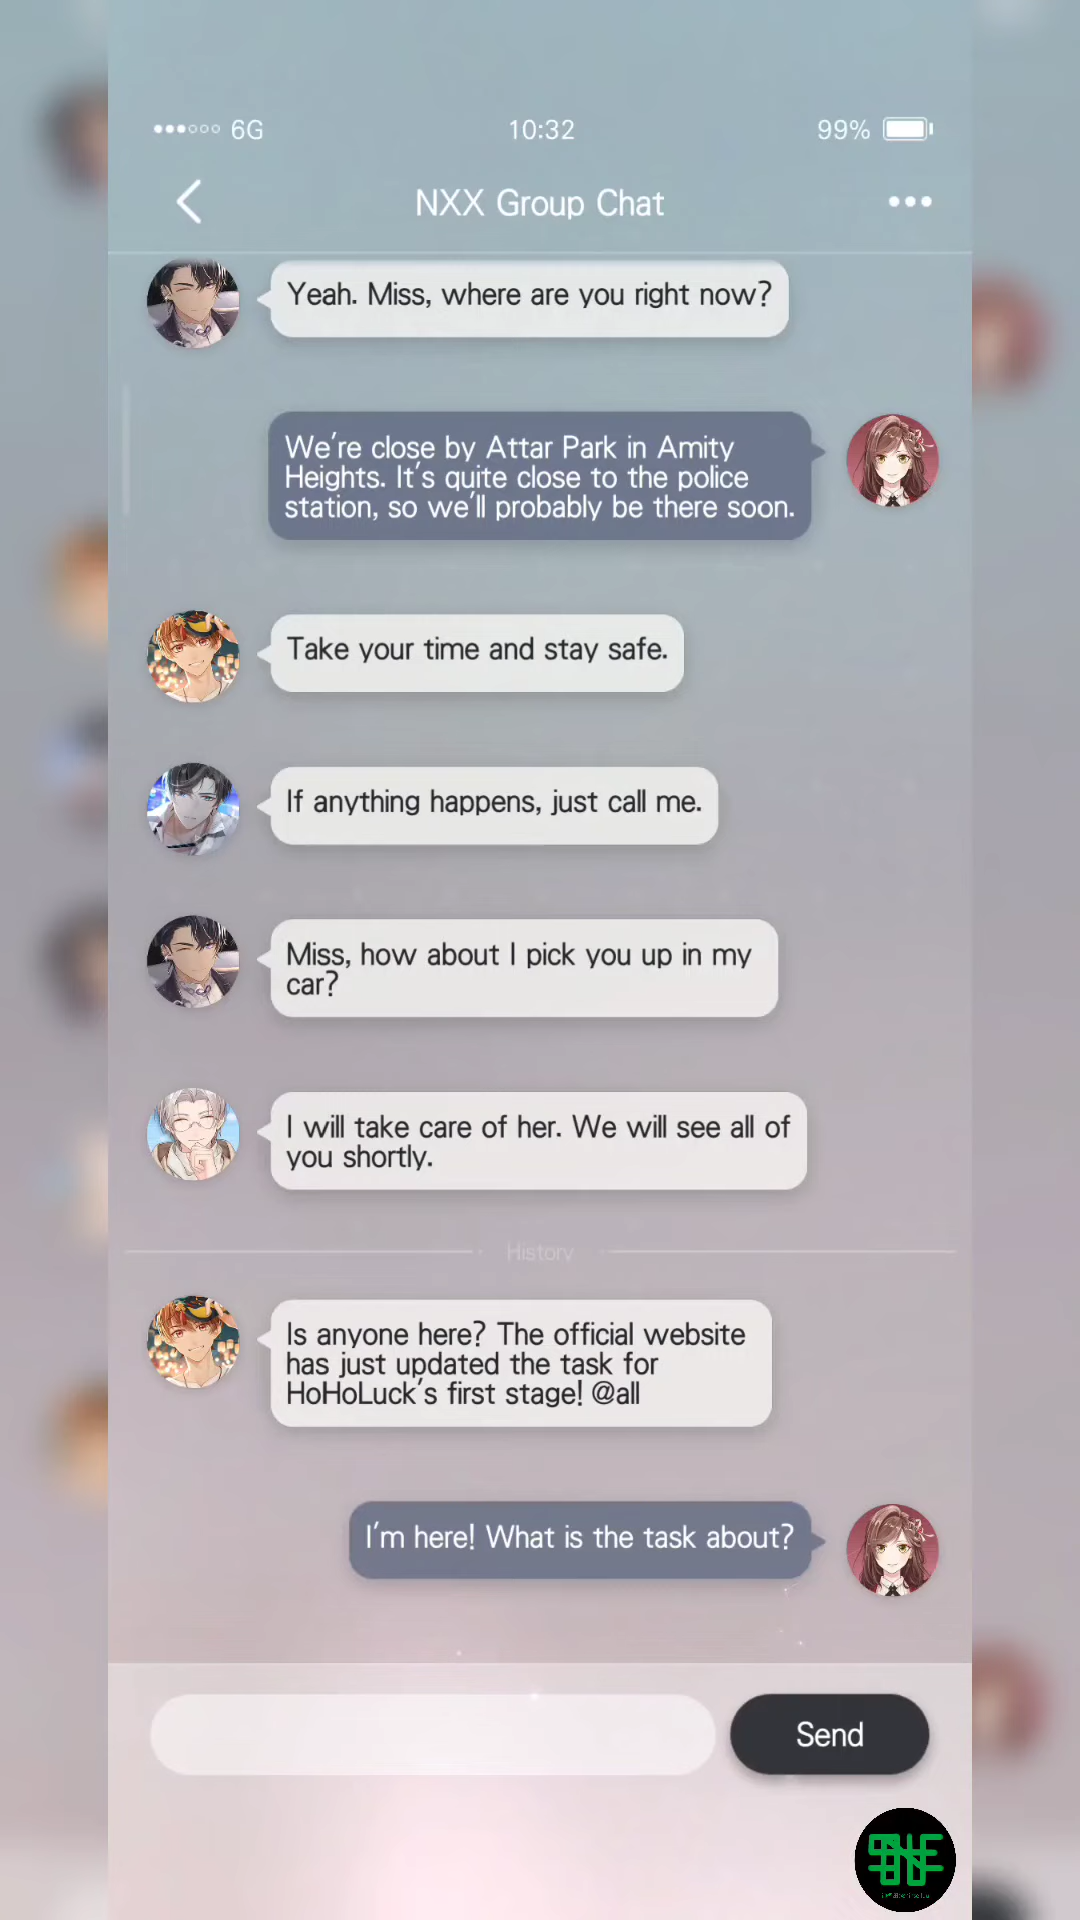 6G 10:32 99%
NXX Group Chat
Yeah. Miss, where are you right now?
We're close by Attar Park in Amity
Heights. It's quite close to the police
station, so we'll probably be there soon.
Take your time and stay safe.
If anything happens, just call me.
Miss, how about I pick you up in my
car?
I will take care of her. We will see all of
you shortly.
History
Is anyone here? The official website
has just updated the task for
HoHoLuck's first stage! @all
I'm here! What is the task about?
Send